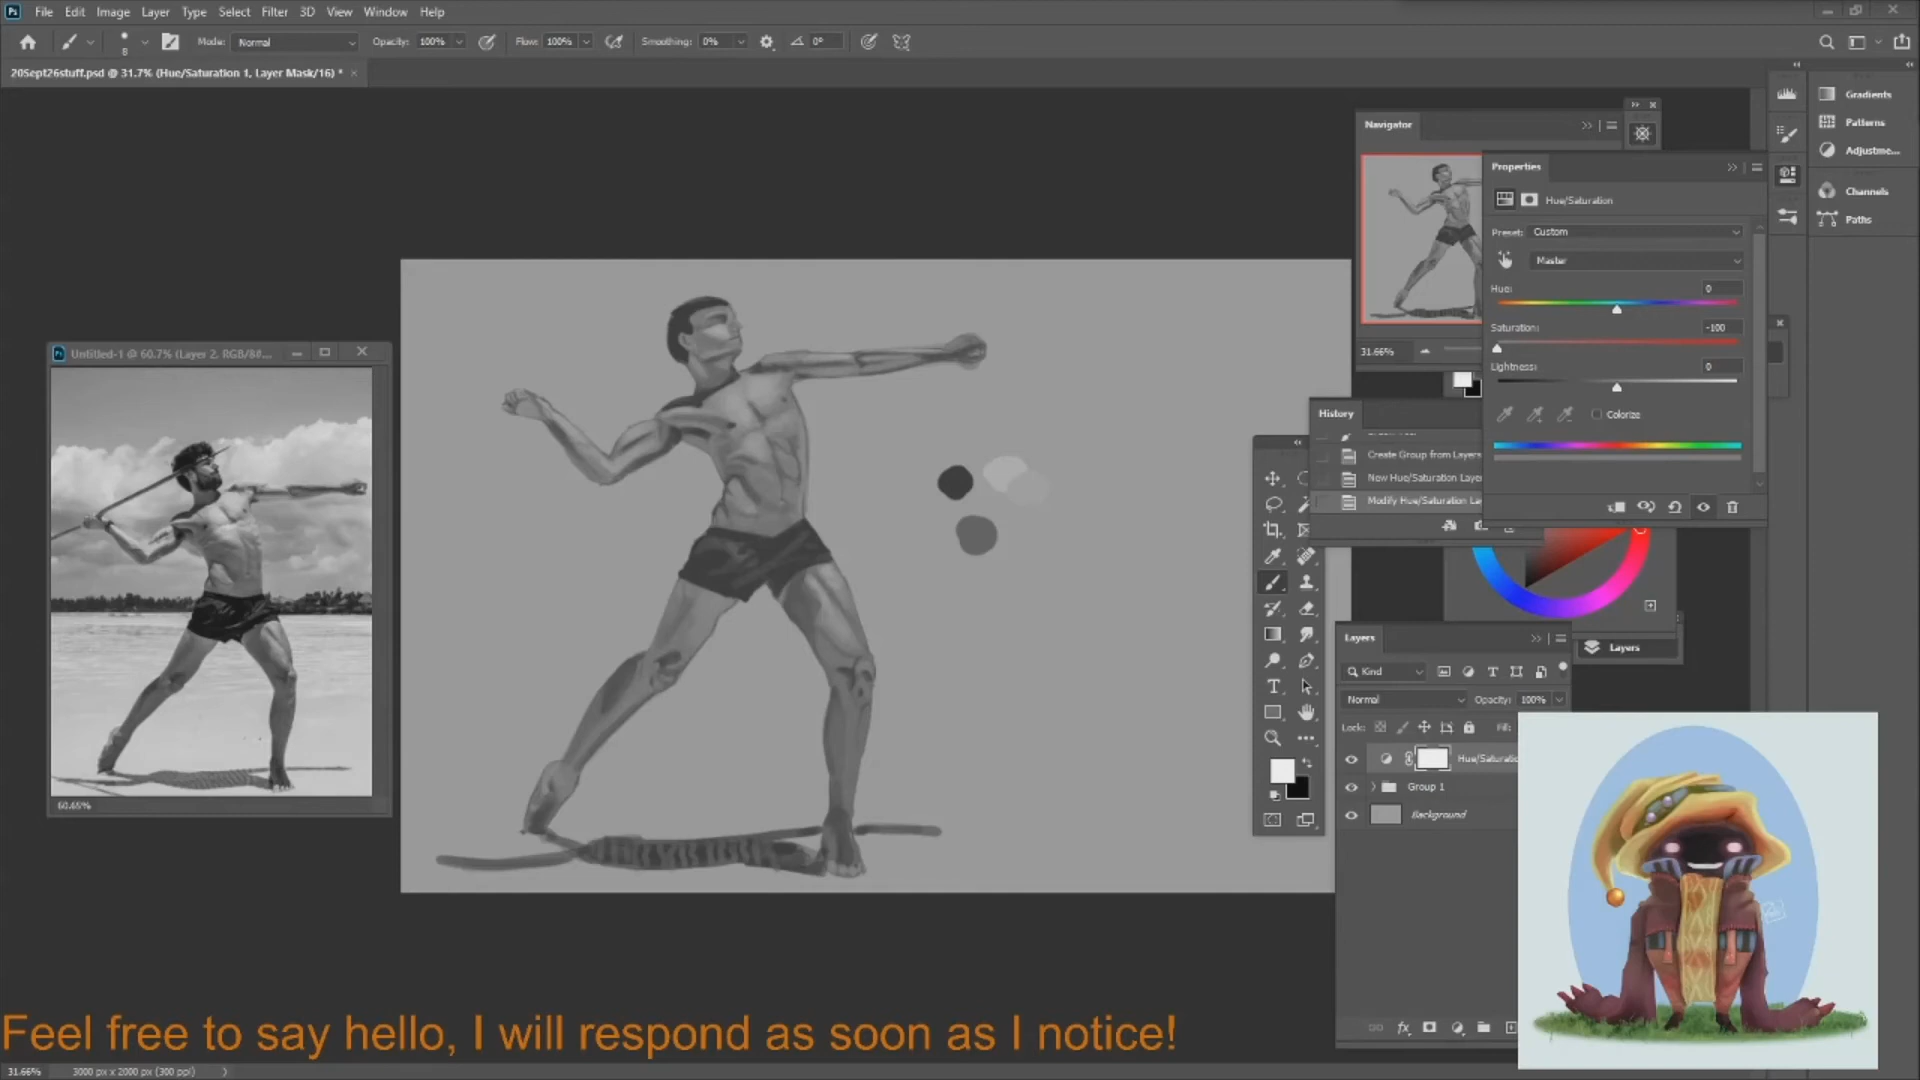 Ps File Edit Image Layer Type Select Filter 3D View Window Help
8 Mode: Normal Opacity: 100% Flow: 100% Smoothing: 0% 0°
20Sept26stuff.psd @ 31.7% (Hue/Saturation 1, Layer Mask/16) *
Gradients
Patterns
Adjustme...
Channels
Paths
Navigator
31.66%
Properties
Hue/Saturation
Preset: Custom
Master
Hue: 0
Saturation: -100
Lightness: 0
Colorize
Ps Untitled-1 @ 60.7% (Layer 2, RGB/8#...
60.65%
History
Create Group from Layers
New Hue/Saturation Layer
Modify Hue/Saturation Lay
Layers
Layers
Kind
Normal Opacity: 100%
Lock: Fill:
Hue/Saturatio
Group 1
Background
fx
Feel free to say hello, I will respond as soon as I notice!
31.66% 3000 px x 2000 px (300 ppi)